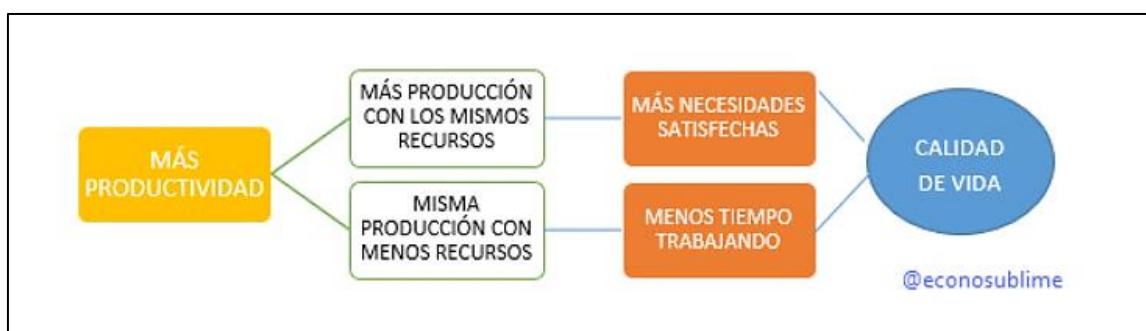 MÁS
PRODUCTIVIDAD
MÁS PRODUCCIÓN
CON LOS MISMOS
RECURSOS
MISMA
PRODUCCIÓN CON
MENOS RECURSOS
MÁS NECESIDADES
SATISFECHAS
MENOS TIEMPO
TRABAJANDO
CALIDAD
DE VIDA
@econosublime